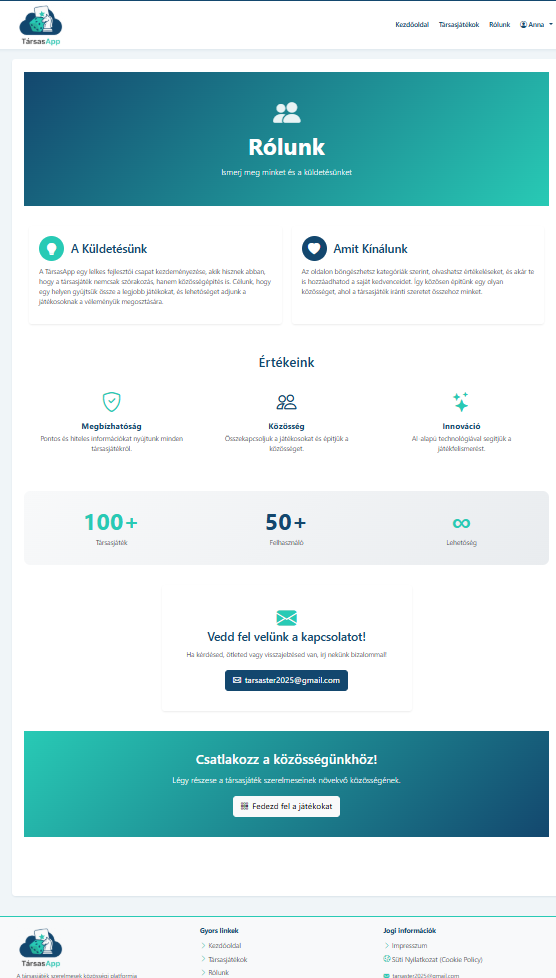 TársasApp
Kezdőoldal Társasjátékok Rólunk Anna
Rólunk
Ismerj meg minket és a küldetésünket
A Küldetésünk
A TársasApp egy lelkes fejlesztői csapat kezdeményezése, akik hisznek abban,
hogy a társasjáték nemcsak szórakozás, hanem közösségépítés is. Célunk, hogy
egy helyen gyűjtsük össze a legjobb játékokat, és lehetőséget adjunk a
játékosoknak a véleményük megosztására.
Amit Kínálunk
Az oldalon böngészhetsz kategóriák szerint, olvashatsz értékeléseket, és akár te
is hozzáadhatod a saját kedvenceidet. Így közösen építünk egy olyan
közösséget, ahol a társasjáték iránti szeretet összehoz minket.
Értékeink
Megbízhatóság
Pontos és hiteles információkat nyújtunk minden
társasjátékról.
Közösség
Összekapcsoljuk a játékosokat és építjük a
közösséget.
Innováció
AI-alapú technológiával segítjük a
játékfelismerést.
100+
Társasjáték
50+
Felhasználó
∞
Lehetőség
Vedd fel velünk a kapcsolatot!
Ha kérdésed, ötleted vagy visszajelzésed van, írj nekünk bizalommal!
tarsaster2025@gmail.com
Csatlakozz a közösségünkhöz!
Légy részese a társasjáték szerelmeseinek növekvő közösségének.
Fedezd fel a játékokat
TársasApp
A társasjáték szerelmesek közösségi platformja
Gyors linkek
Kezdőoldal
Társasjátékok
Rólunk
Jogi információk
Impresszum
Süti Nyilatkozat (Cookie Policy)
tarsaster2025@gmail.com